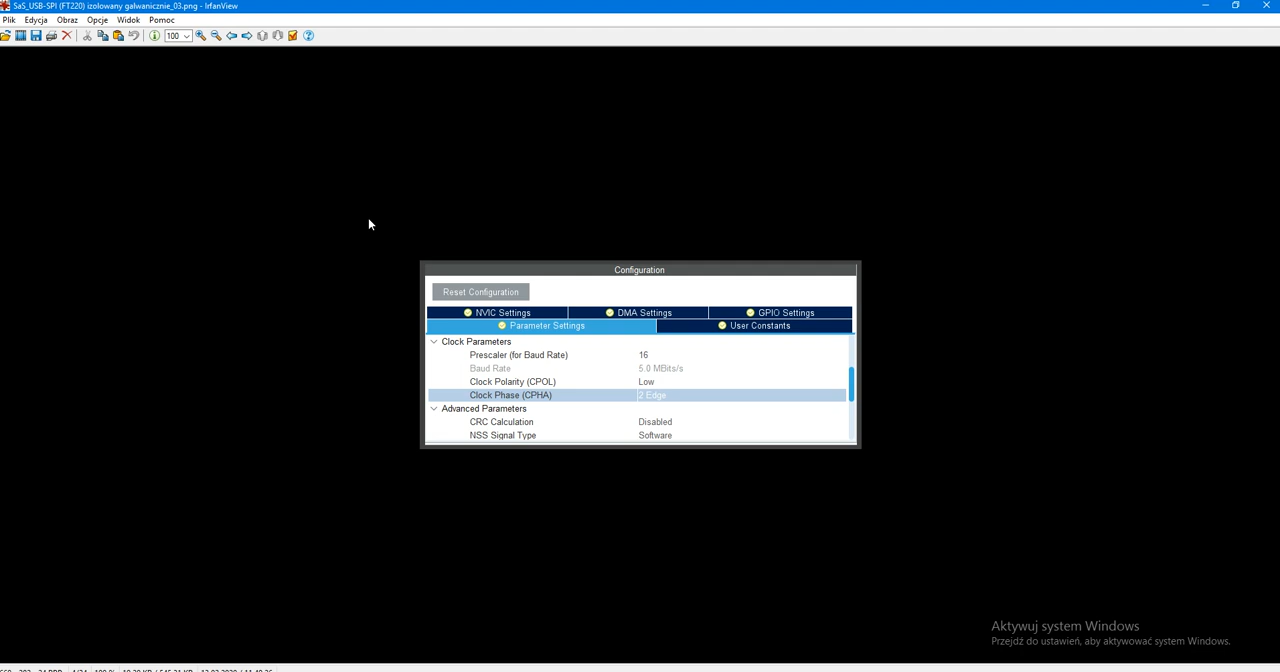 SaS_USB-SPI (FT220) izolowany galwanicznie_03.png - IrfanView
Plik Edycja Obraz Opcje Widok Pomoc
100
Configuration
Reset Configuration
NVIC Settings DMA Settings GPIO Settings
Parameter Settings User Constants
Clock Parameters
Prescaler (for Baud Rate) 16
Baud Rate 5.0 MBits/s
Clock Polarity (CPOL) Low
Clock Phase (CPHA) 2 Edge
Advanced Parameters
CRC Calculation Disabled
NSS Signal Type Software
Aktywuj system Windows
Przejdź do ustawień, aby aktywować system Windows.